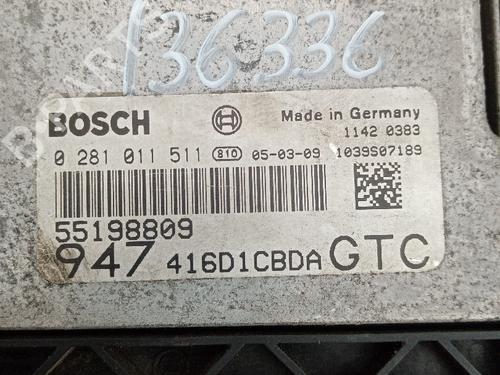 136336
BOSCH
Made in Germany
1142 0383
0 281 011 511 810 05-03-09 1039S07189
55198809
947 416D1CBDA GTC